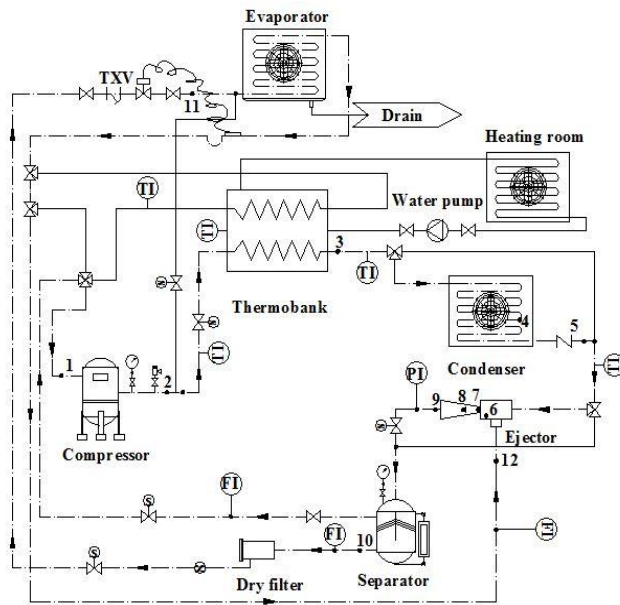 Evaporator
TXV
11
Drain
Heating room
TI
Water pump
TI
3
TI
Thermobank
4
5
S
S
TI
Condenser
TI
1
2
PI
9
8
7
6
Ejector
Compressor
S
12
FI
S
FI
FI
10
S
Dry filter
Separator